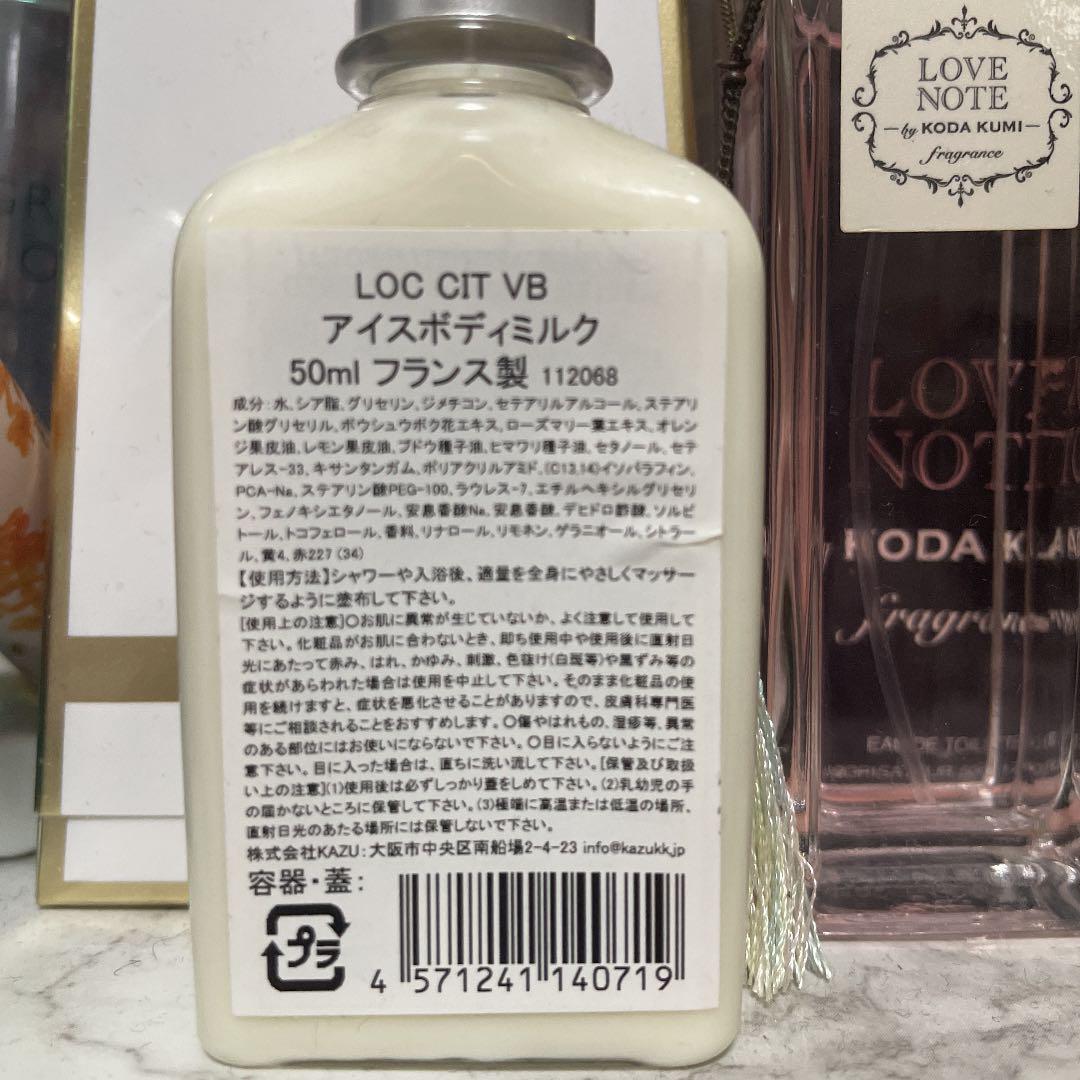 LOC CIT VB
アイスボディミルク
50ml フランス製 112068
成分:水、シア脂、グリセリン、ジメチコン、セテアリルアルコール、ステアリ
ン酸グリセリル、ボウシュウボク花エキス、ローズマリー葉エキス、オレン
ジ果皮油、レモン果皮油、ブドウ種子油、ヒマワリ種子油、セタノール、セテ
アレス-33、キサンタンガム、ポリアクリルアミド、(C13,14)イソパラフィン、
PCA-Na、ステアリン酸PEG-100、ラウレス-7、エチルヘキシルグリセリ
ン、フェノキシエタノール、安息香酸Na、安息香酸、デヒドロ酢酸、ソルビ
トール、トコフェロール、香料、リナロール、リモネン、ゲラニオール、シトラー
ル、黄4、赤227 (34)
【使用方法】シャワーや入浴後、適量を全身にやさしくマッサー
ジするように塗布して下さい。
[使用上の注意]〇お肌に異常が生じていないか、よく注意して使用して
下さい。化粧品がお肌に合わないとき、即ち使用中や使用後に直射日
光にあたって赤み、はれ、かゆみ、刺激、色抜け(白斑等)や黒ずみ等の
症状があらわれた場合は使用を中止して下さい。そのまま化粧品の使
用を続けますと、症状を悪化させることがありますので、皮膚科専門医
等にご相談されることをおすすめします。〇傷やはれもの、湿疹等、異常
のある部位にはお使いにならないで下さい。〇目に入らないようにご注
意下さい。目に入った場合は、直ちに洗い流して下さい。[保管及び取扱
い上の注意](1)使用後は必ずしっかり蓋をしめて下さい。(2)乳幼児の手
の届かないところに保管して下さい。(3)極端に高温または低温の場所、
直射日光のあたる場所には保管しないで下さい。
株式会社KAZU:大阪市中央区南船場2-4-23 info@kazukk.jp
容器・蓋:
プラ
4 571241 140719
LOVE
NOTE
by KODA KUMI
fragrance
LOVE
NOTE
KODA K
fragrance